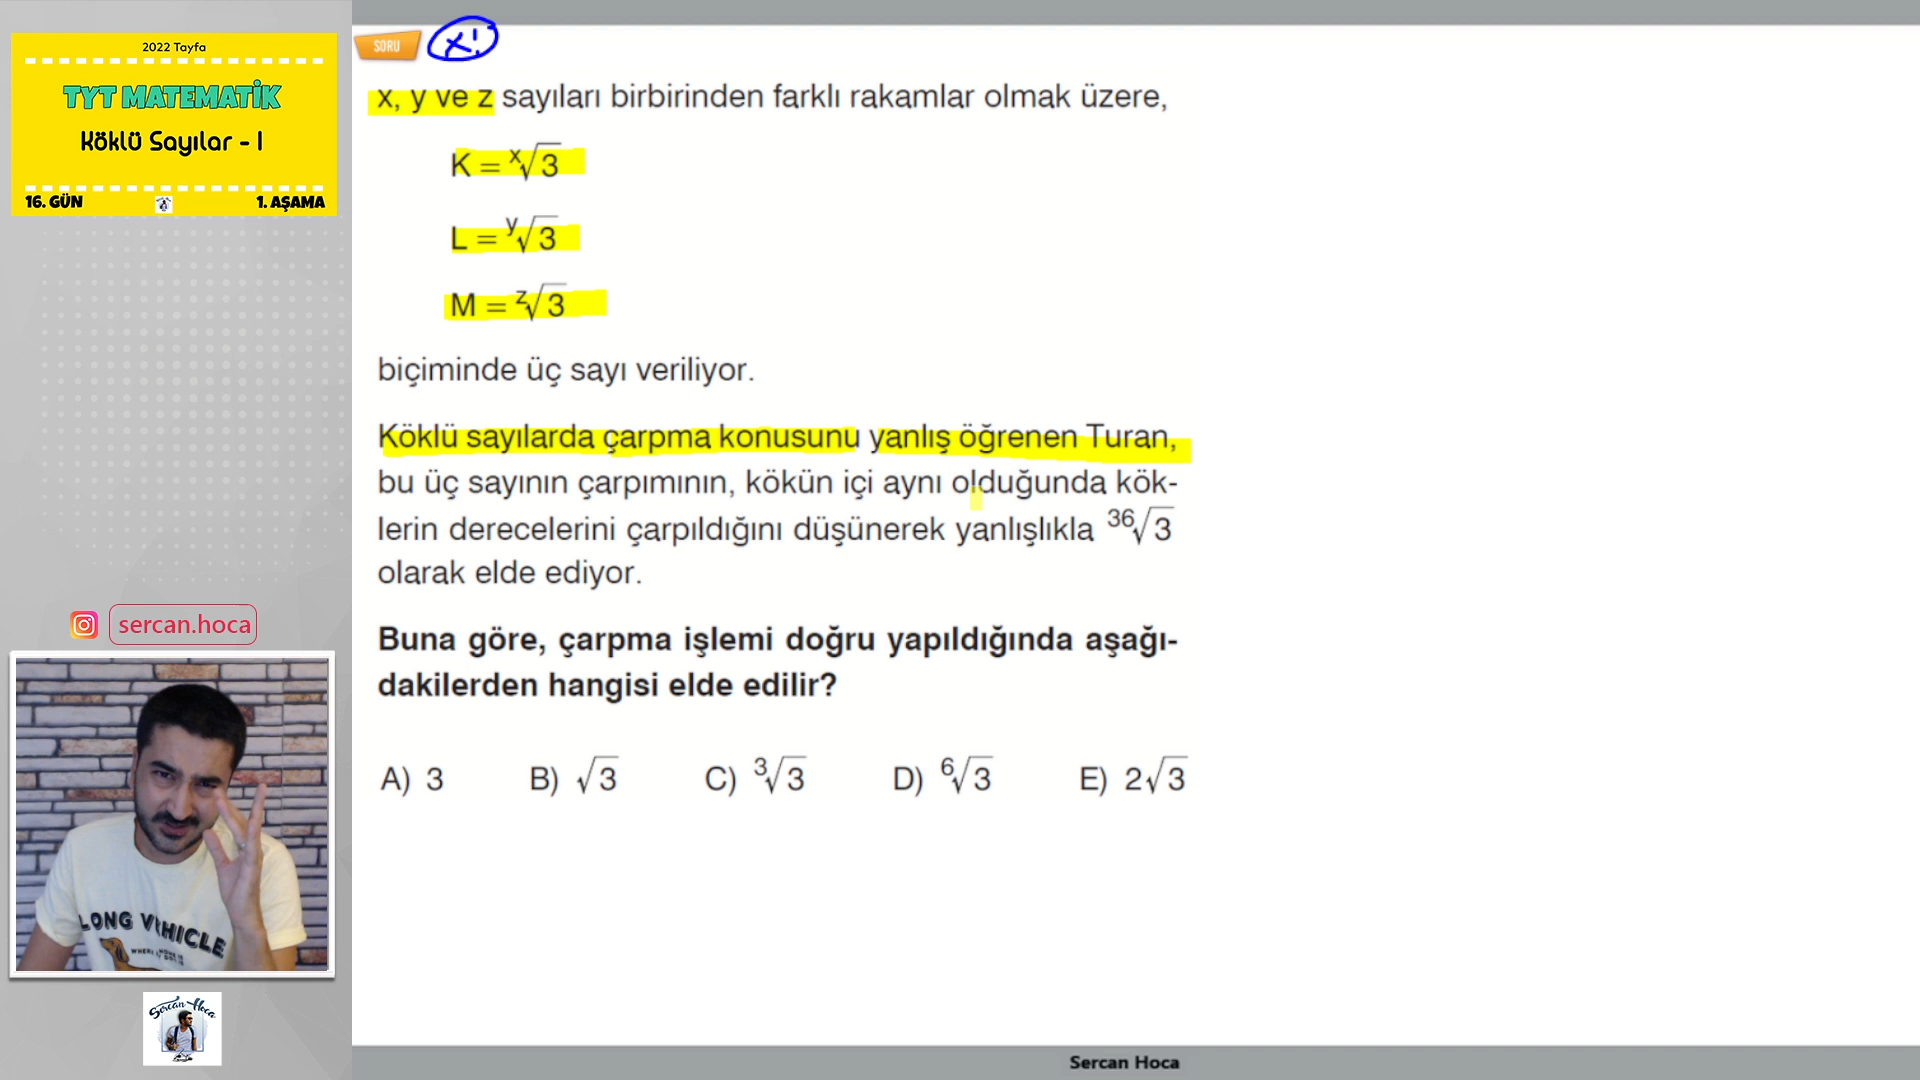 2022 Tayfa
TYT MATEMATİK
Köklü Sayılar - I
16. GÜN
1. AŞAMA
SORU
x!
x, y ve z sayıları birbirinden farklı rakamlar olmak üzere,
K = ˣ√3
L = ʸ√3
M = ᶻ√3
biçiminde üç sayı veriliyor.
Köklü sayılarda çarpma konusunu yanlış öğrenen Turan,
bu üç sayının çarpımının, kökün içi aynı olduğunda kök-
lerin derecelerini çarpıldığını düşünerek yanlışlıkla ³⁶√3
olarak elde ediyor.
Buna göre, çarpma işlemi doğru yapıldığında aşağı-
dakilerden hangisi elde edilir?
A) 3 B) √3 C) ³√3 D) ⁶√3 E) 2√3
sercan.hoca
LONG VEHICLE
Sercan Hoca
Sercan Hoca